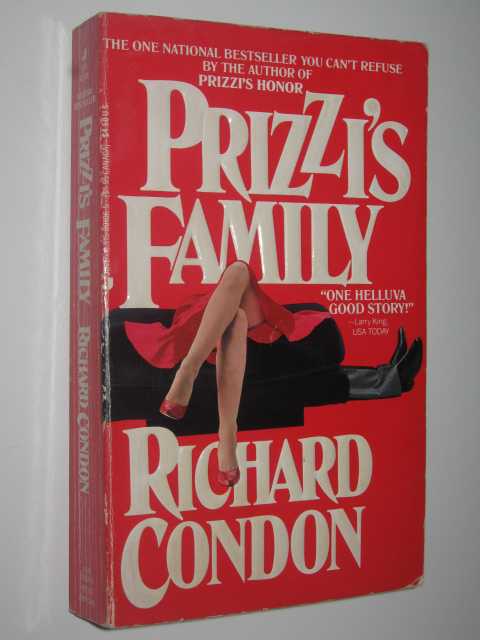 THE ONE NATIONAL BESTSELLER YOU CAN'T REFUSE
BY THE AUTHOR OF
PRIZZI'S HONOR
PRIZZI'S
FAMILY
"ONE HELLUVA
GOOD STORY!"
—Larry King,
USA TODAY
RICHARD
CONDON
PRIZZI'S FAMILY RICHARD CONDON